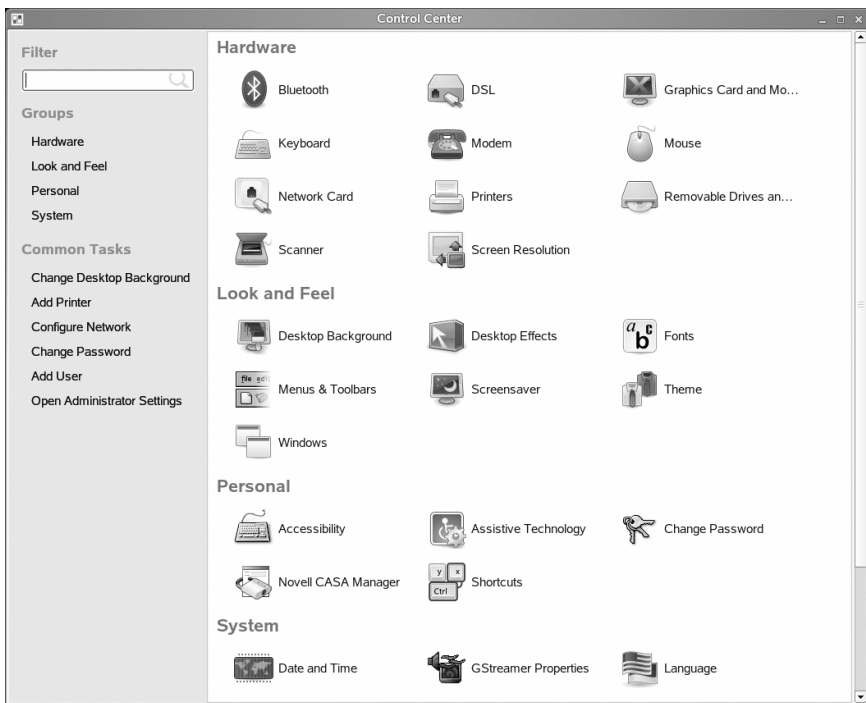 Control Center
Filter
Groups
Hardware
Look and Feel
Personal
System
Common Tasks
Change Desktop Background
Add Printer
Configure Network
Change Password
Add User
Open Administrator Settings
Hardware
Bluetooth DSL Graphics Card and Mo...
Keyboard Modem Mouse
Network Card Printers Removable Drives an...
Scanner Screen Resolution
Look and Feel
Desktop Background Desktop Effects a b c Fonts
file edit Menus & Toolbars Screensaver Theme
Windows
Personal
Accessibility Assistive Technology Change Password
Novell CASA Manager y x Ctrl Shortcuts
System
Date and Time GStreamer Properties Language